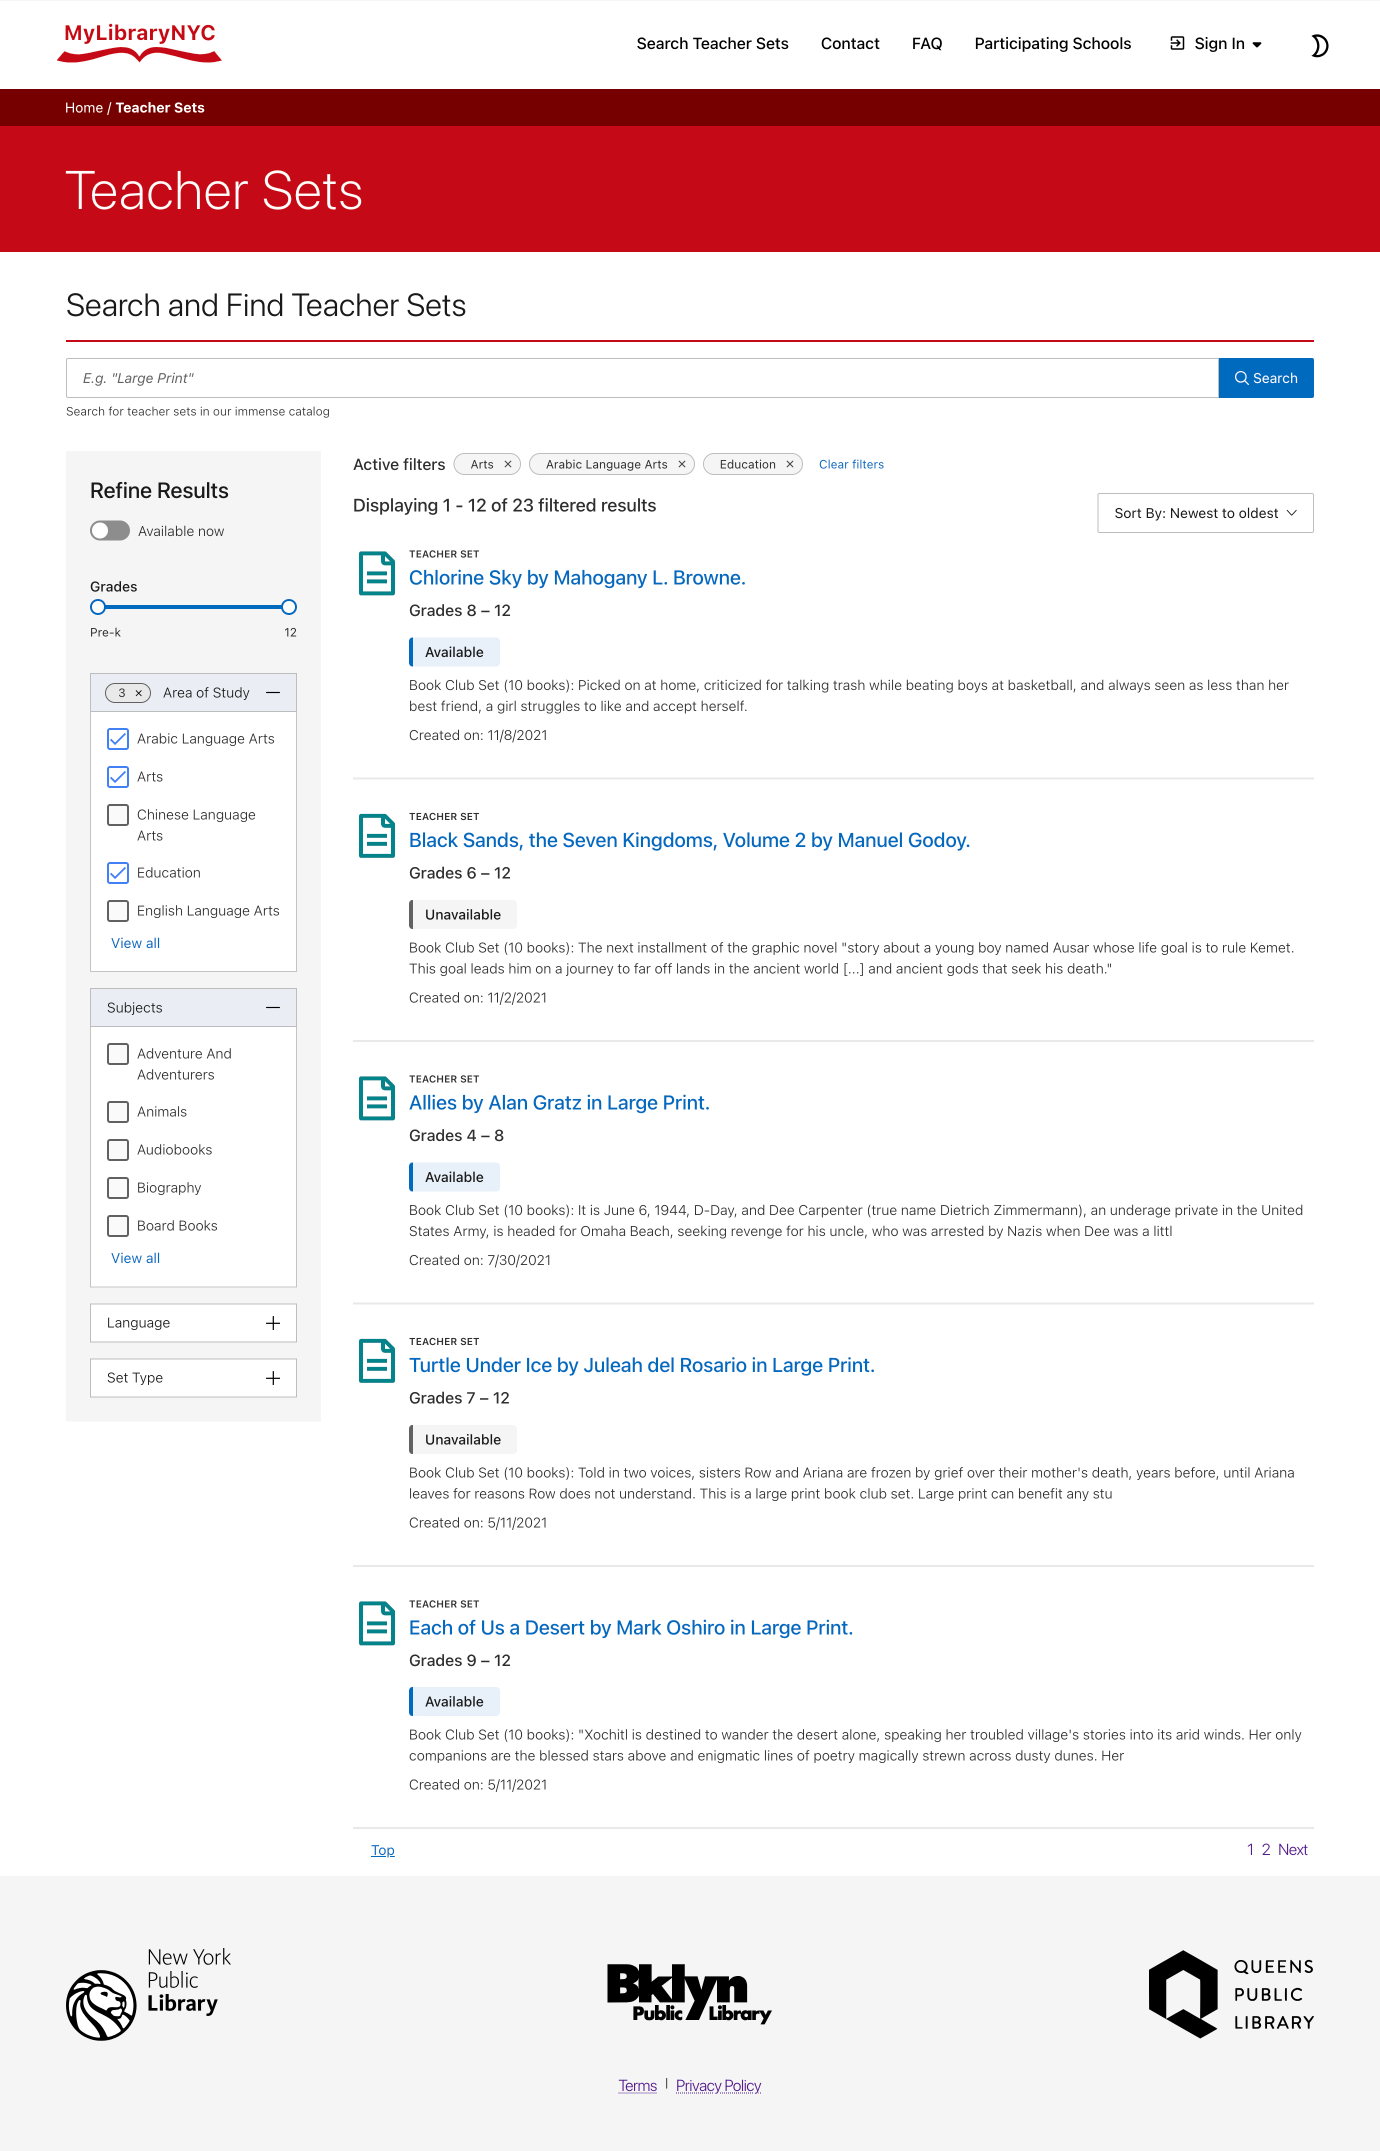 MyLibraryNYC
Search Teacher Sets
Contact
FAQ
Participating Schools
Sign In
Home / Teacher Sets
Teacher Sets
Search and Find Teacher Sets
E.g. "Large Print"
Search
Search for teacher sets in our immense catalog
Refine Results
Available now
Grades
Pre-k
12
3 × Area of Study
Arabic Language Arts
Arts
Chinese Language
Arts
Education
English Language Arts
View all
Subjects
Adventure And
Adventurers
Animals
Audiobooks
Biography
Board Books
View all
Language
Set Type
Active filters
Arts ×
Arabic Language Arts ×
Education ×
Clear filters
Displaying 1 - 12 of 23 filtered results
Sort By: Newest to oldest
TEACHER SET
Chlorine Sky by Mahogany L. Browne.
Grades 8 – 12
Available
Book Club Set (10 books): Picked on at home, criticized for talking trash while beating boys at basketball, and always seen as less than her
best friend, a girl struggles to like and accept herself.
Created on: 11/8/2021
TEACHER SET
Black Sands, the Seven Kingdoms, Volume 2 by Manuel Godoy.
Grades 6 – 12
Unavailable
Book Club Set (10 books): The next installment of the graphic novel "story about a young boy named Ausar whose life goal is to rule Kemet.
This goal leads him on a journey to far off lands in the ancient world [...] and ancient gods that seek his death."
Created on: 11/2/2021
TEACHER SET
Allies by Alan Gratz in Large Print.
Grades 4 – 8
Available
Book Club Set (10 books): It is June 6, 1944, D-Day, and Dee Carpenter (true name Dietrich Zimmermann), an underage private in the United
States Army, is headed for Omaha Beach, seeking revenge for his uncle, who was arrested by Nazis when Dee was a littl
Created on: 7/30/2021
TEACHER SET
Turtle Under Ice by Juleah del Rosario in Large Print.
Grades 7 – 12
Unavailable
Book Club Set (10 books): Told in two voices, sisters Row and Ariana are frozen by grief over their mother's death, years before, until Ariana
leaves for reasons Row does not understand. This is a large print book club set. Large print can benefit any stu
Created on: 5/11/2021
TEACHER SET
Each of Us a Desert by Mark Oshiro in Large Print.
Grades 9 – 12
Available
Book Club Set (10 books): "Xochitl is destined to wander the desert alone, speaking her troubled village's stories into its arid winds. Her only
companions are the blessed stars above and enigmatic lines of poetry magically strewn across dusty dunes. Her
Created on: 5/11/2021
Top
1 2 Next
New York
Public
Library
Bklyn
Public Library
QUEENS
PUBLIC
LIBRARY
Terms | Privacy Policy